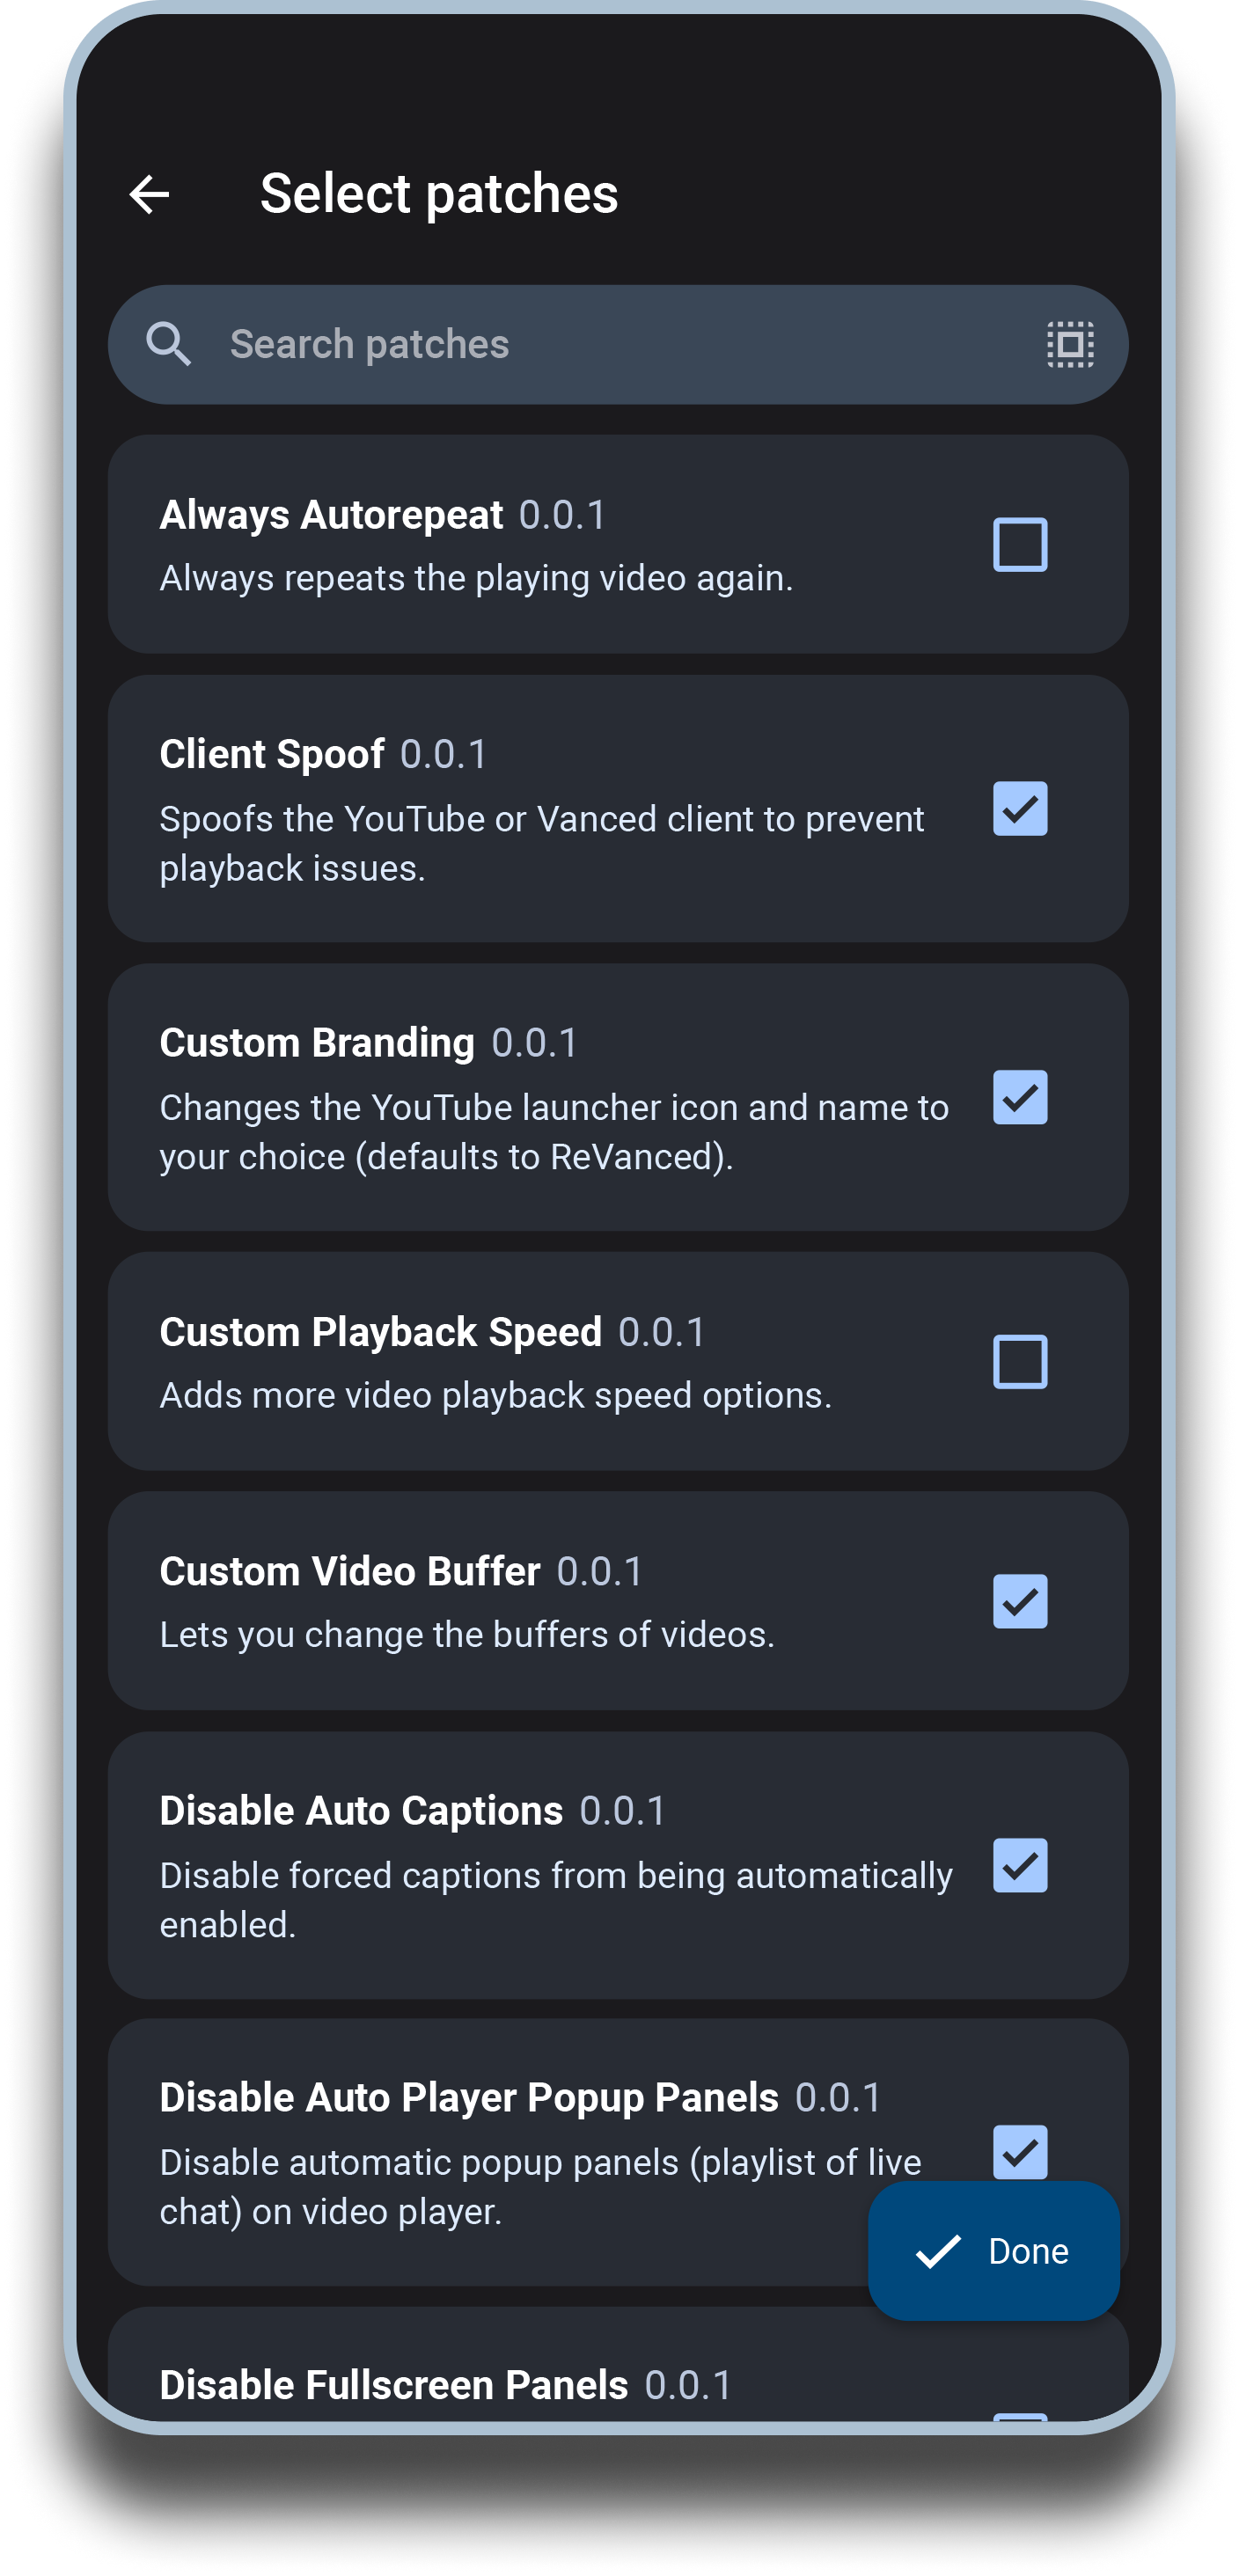 Select patches
Search patches
Always Autorepeat 0.0.1
Always repeats the playing video again.
Client Spoof 0.0.1
Spoofs the YouTube or Vanced client to prevent
playback issues.
Custom Branding 0.0.1
Changes the YouTube launcher icon and name to
your choice (defaults to ReVanced).
Custom Playback Speed 0.0.1
Adds more video playback speed options.
Custom Video Buffer 0.0.1
Lets you change the buffers of videos.
Disable Auto Captions 0.0.1
Disable forced captions from being automatically
enabled.
Disable Auto Player Popup Panels 0.0.1
Disable automatic popup panels (playlist of live
chat) on video player.
Done
Disable Fullscreen Panels 0.0.1